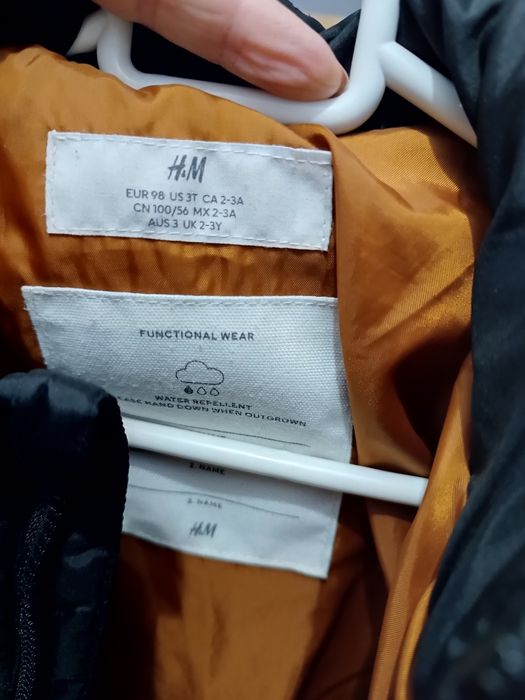 H&M
EUR 98 US 3T CA 2-3A
CN 100/56 MX 2-3A
AUS 3 UK 2-3Y
FUNCTIONAL WEAR
WATER REPELLENT
EASE HAND DOWN WHEN OUTGROWN
2. NAME
3. NAME
H&M